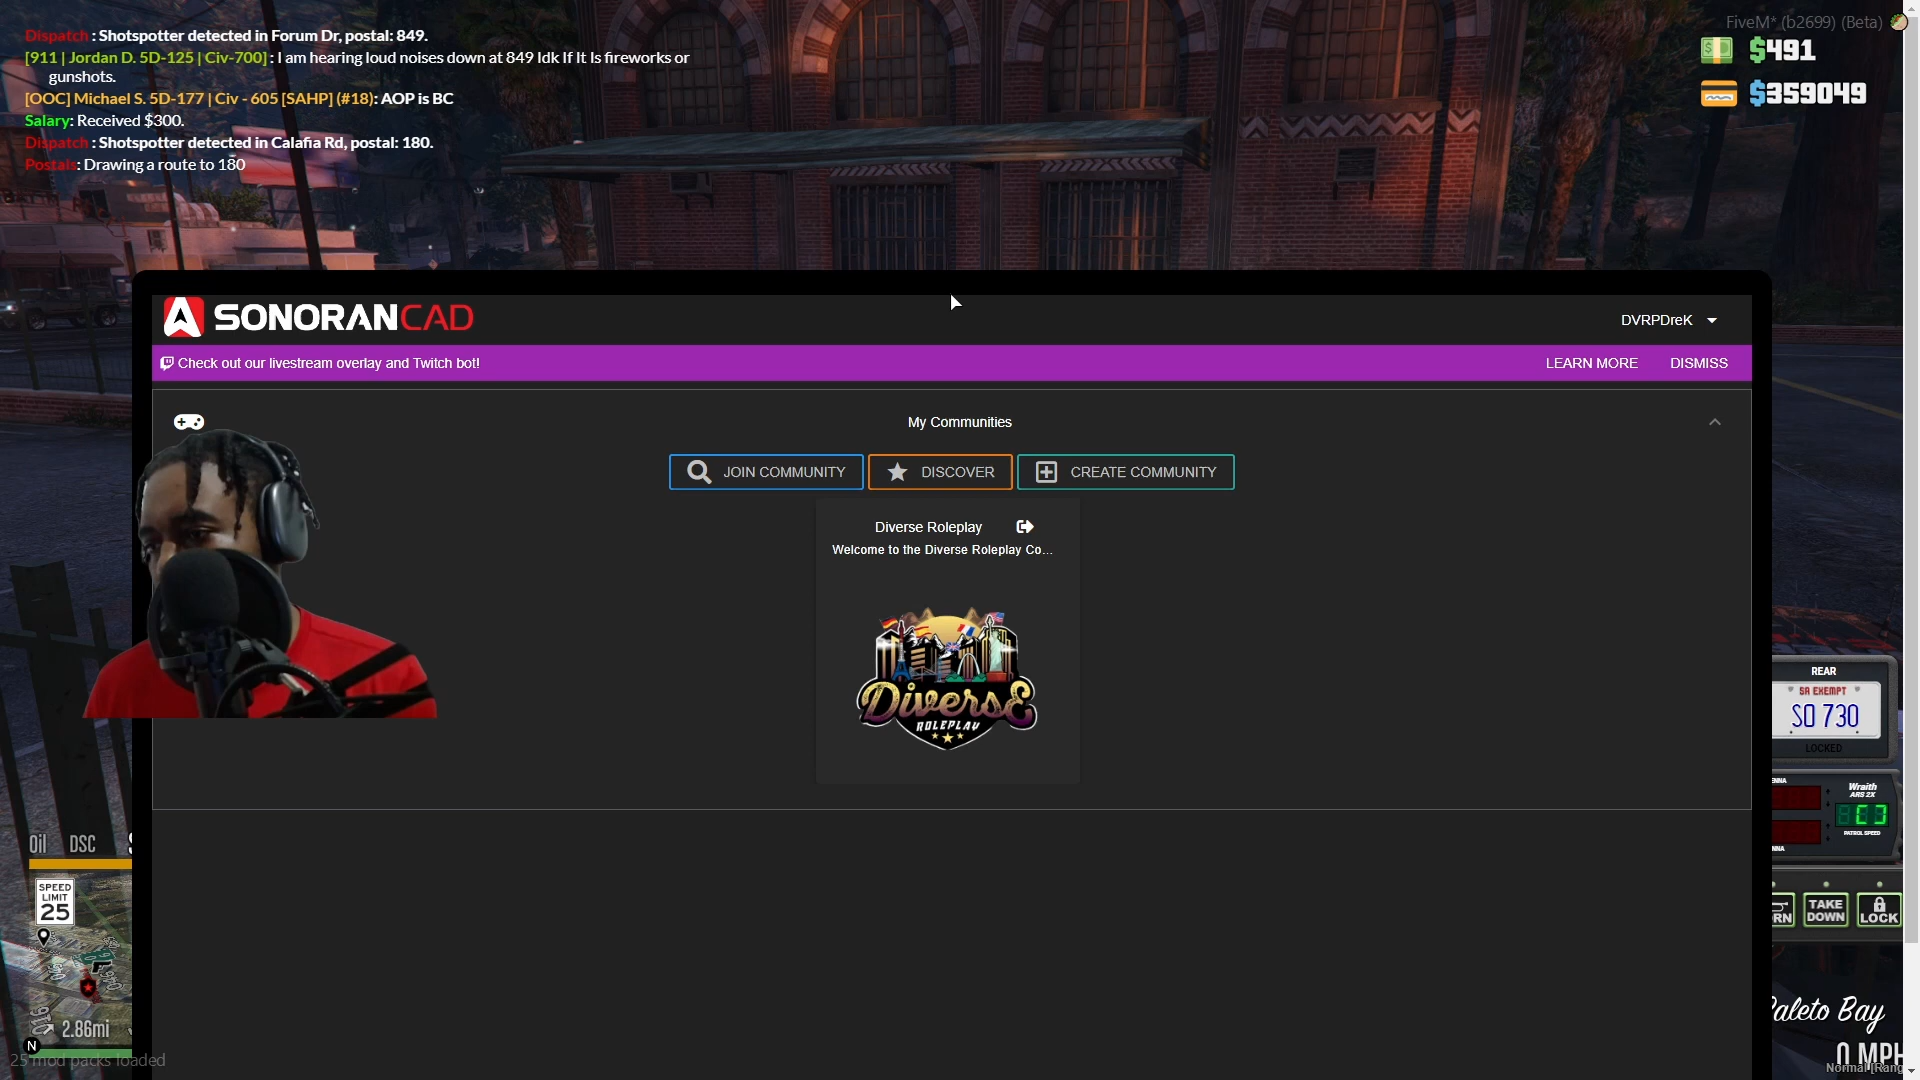 Dispatch : Shotspotter detected in Forum Dr, postal: 849.
[911 | Jordan D. 5D-125 | Civ-700] : I am hearing loud noises down at 849 Idk If It Is fireworks or
gunshots.
[OOC] Michael S. 5D-177 | Civ - 605 [SAHP] (#18): AOP is BC
Salary: Received $300.
Dispatch : Shotspotter detected in Calafia Rd, postal: 180.
Postals: Drawing a route to 180
FiveM* (b2699) (Beta)
$491
$359049
SONORANCAD
DVRPDreK
Check out our livestream overlay and Twitch bot!
LEARN MORE
DISMISS
My Communities
JOIN COMMUNITY
DISCOVER
CREATE COMMUNITY
Diverse Roleplay
Welcome to the Diverse Roleplay Co...
Diverse
ROLEPLAY
REAR
SA EXEMPT
SO 730
LOCKED
Wraith
ARS 2X
PATROL SPEED
TAKE
DOWN
LOCK
Oil DSC
SPEED
LIMIT
25
2.86mi
N
25 mod packs loaded
Paleto Bay
0 MPH
Normal [Rang